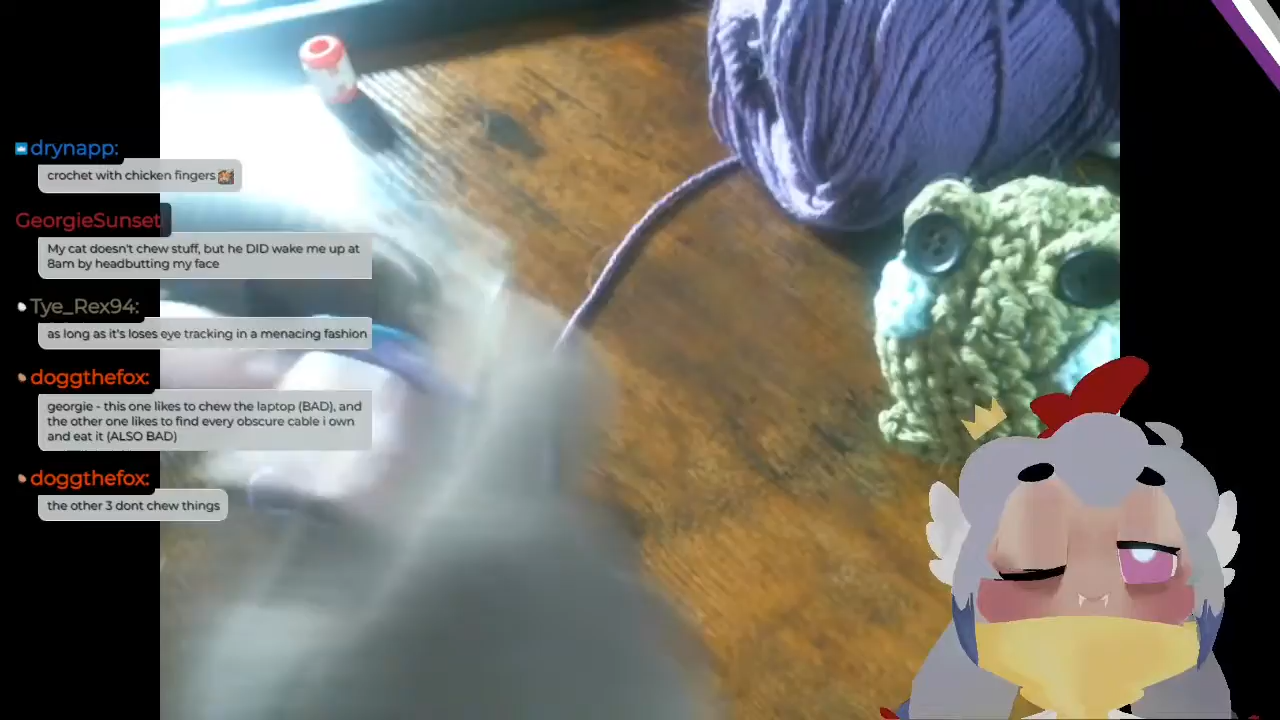 drynapp:
crochet with chicken fingers
GeorgieSunset
My cat doesn't chew stuff, but he DID wake me up at
8am by headbutting my face
Tye_Rex94:
as long as it's loses eye tracking in a menacing fashion
doggthefox:
georgie - this one likes to chew the laptop (BAD), and
the other one likes to find every obscure cable i own
and eat it (ALSO BAD)
doggthefox:
the other 3 dont chew things